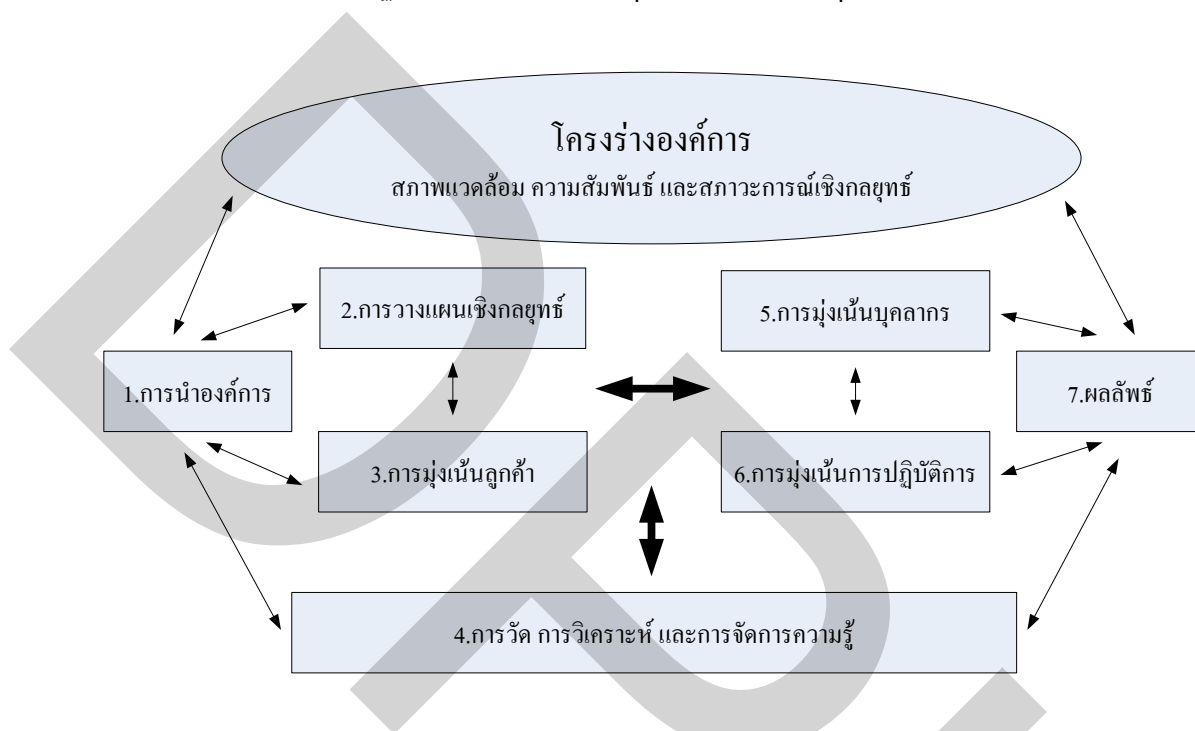 โครงร่างองค์การ
สภาพแวดล้อม ความสัมพันธ์ และสภาวะการณ์เชิงกลยุทธ์
2.การวางแผนเชิงกลยุทธ์
5.การมุ่งเน้นบุคลากร
1.การนำองค์การ
7.ผลลัพธ์
3.การมุ่งเน้นลูกค้า
6.การมุ่งเน้นการปฏิบัติการ
4.การวัด การวิเคราะห์ และการจัดการความรู้